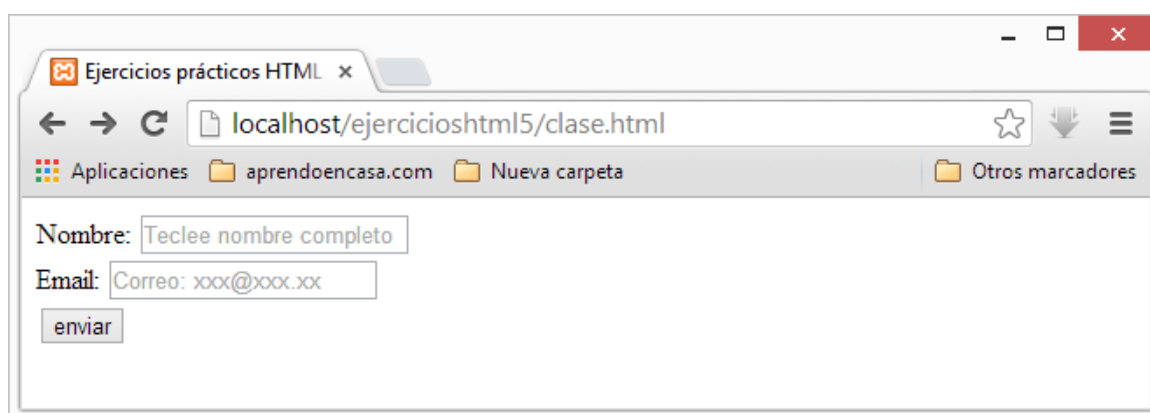 Ejercicios prácticos HTML
localhost/ejercicioshtml5/clase.html
Aplicaciones aprendoencasa.com Nueva carpeta Otros marcadores
Nombre: Teclee nombre completo
Email: Correo: xxx@xxx.xx
enviar